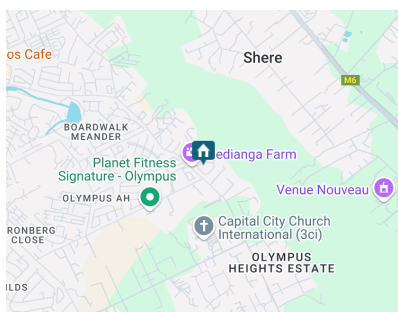 os Cafe
Shere
M6
BOARDWALK
MEANDER
edianga Farm
Planet Fitness
Signature - Olympus
Venue Nouveau
OLYMPUS AH
Capital City Church
International (3ci)
RONBERG
CLOSE
OLYMPUS
HEIGHTS ESTATE
ILDS